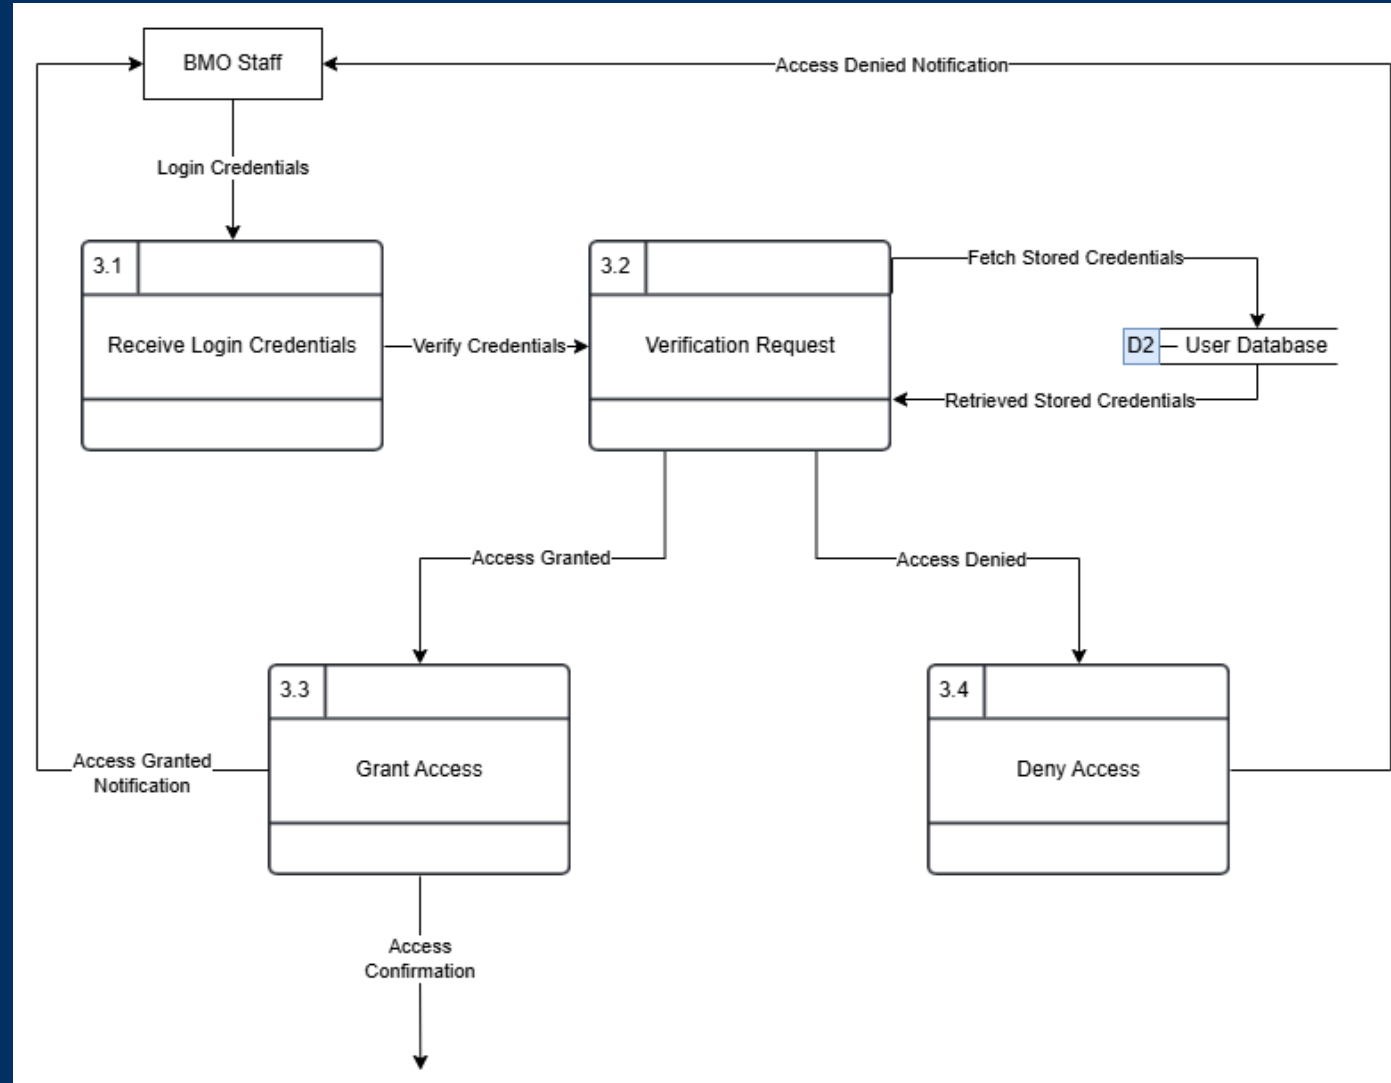 BMO Staff
Access Denied Notification
Login Credentials
3.1
Receive Login Credentials
Verify Credentials
3.2
Verification Request
Fetch Stored Credentials
D2
User Database
Retrieved Stored Credentials
Access Granted
Access Denied
3.3
Grant Access
Access Granted
Notification
3.4
Deny Access
Access
Confirmation